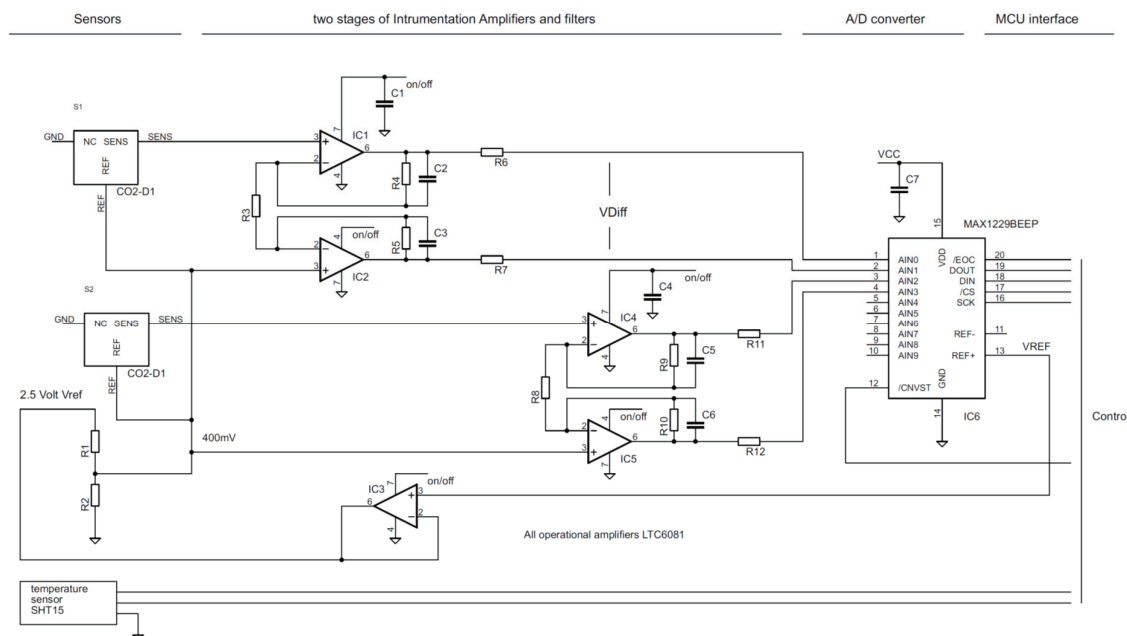 Sensors
two stages of Intrumentation Amplifiers and filters
A/D converter
MCU interface
on/off
C1
S1
GND
NC SENS
SENS
REF
CO2-D1
REF
3
+
2
−
7
4
6
IC1
R4
C2
R6
R3
VDiff
VCC
C7
15
MAX1229BEEP
on/off
R5
C3
2
−
3
+
4
7
6
IC2
R7
1 AIN0
2 AIN1
3 AIN2
4 AIN3
5 AIN4
6 AIN5
7 AIN6
8 AIN7
9 AIN8
10 AIN9
12 /CNVST
VDD
/EOC 20
DOUT 19
DIN 18
/CS 17
SCK 16
REF- 11
REF+ 13
VREF
GND
14
IC6
Contro
S2
GND
NC SENS
SENS
REF
CO2-D1
REF
on/off
C4
7
3
+
2
−
4
6
IC4
R9
C5
R11
R8
on/off
R10
C6
4
2
−
3
+
7
6
IC5
R12
2.5 Volt Vref
R1
400mV
R2
on/off
IC3
7
3
+
2
−
4
6
All operational amplifiers LTC6081
temperature
sensor
SHT15